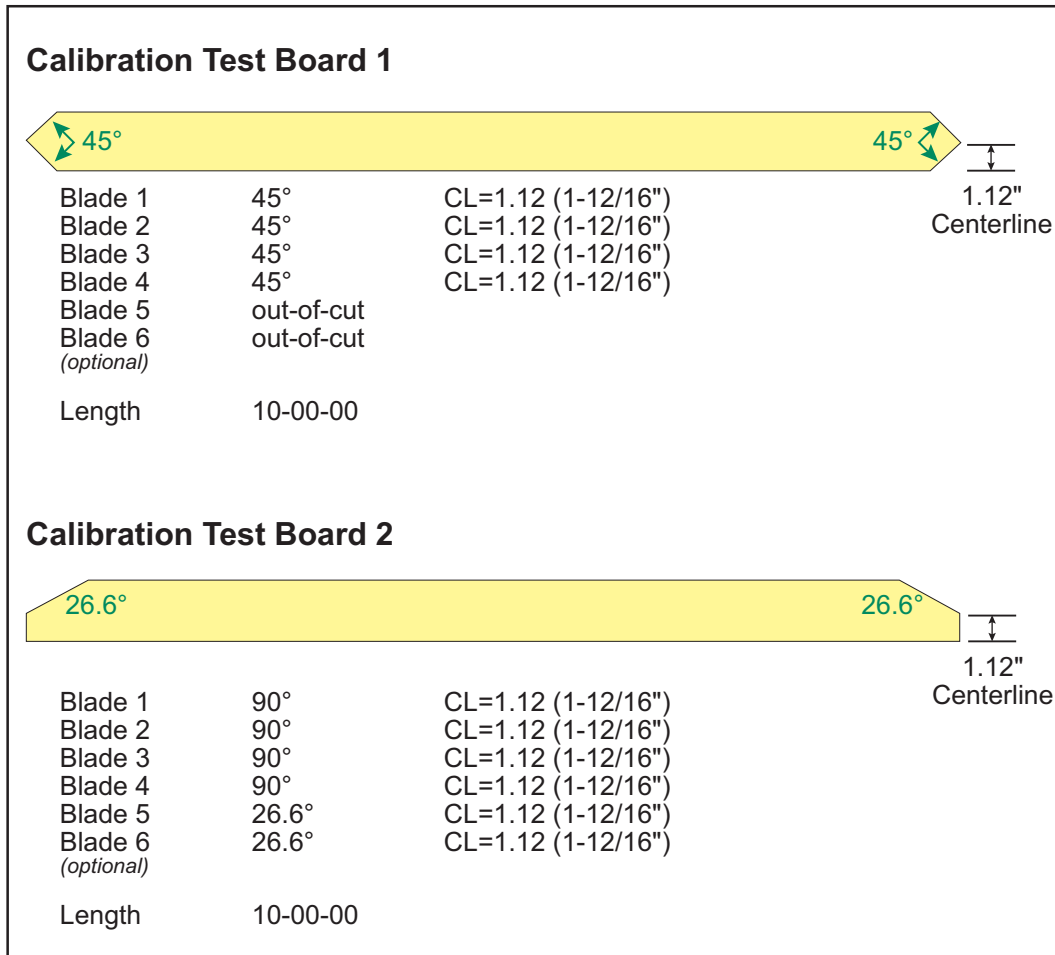 Calibration Test Board 1
45° 45°
1.12"
Centerline
Blade 1 45° CL=1.12 (1-12/16")
Blade 2 45° CL=1.12 (1-12/16")
Blade 3 45° CL=1.12 (1-12/16")
Blade 4 45° CL=1.12 (1-12/16")
Blade 5 out-of-cut
Blade 6 out-of-cut
(optional)
Length 10-00-00
Calibration Test Board 2
26.6° 26.6°
1.12"
Centerline
Blade 1 90° CL=1.12 (1-12/16")
Blade 2 90° CL=1.12 (1-12/16")
Blade 3 90° CL=1.12 (1-12/16")
Blade 4 90° CL=1.12 (1-12/16")
Blade 5 26.6° CL=1.12 (1-12/16")
Blade 6 26.6° CL=1.12 (1-12/16")
(optional)
Length 10-00-00